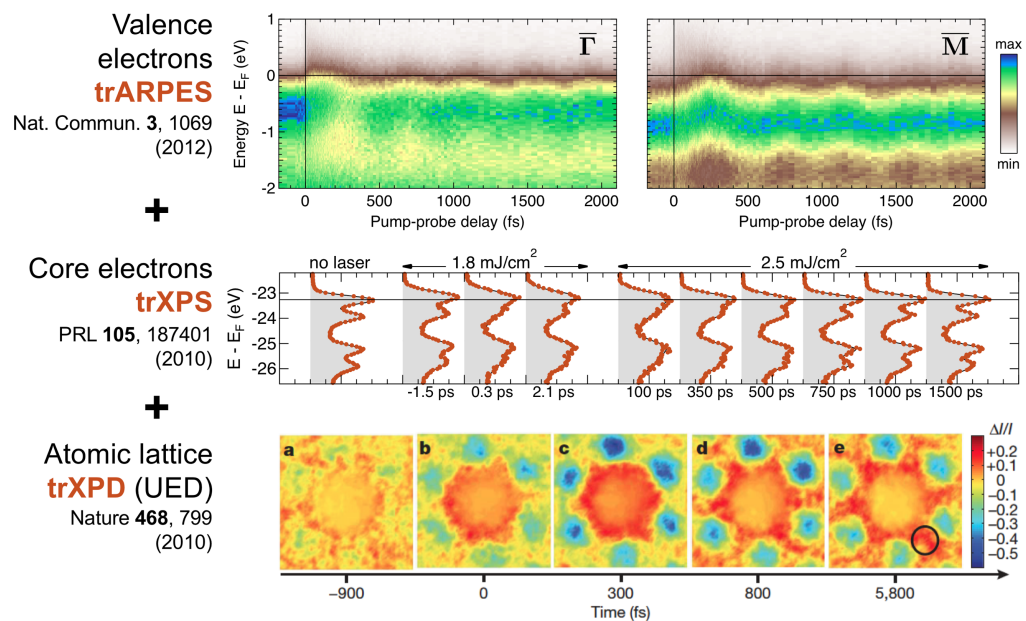 Valence
electrons
trARPES
Nat. Commun. 3, 1069
(2012)
Energy E - E_F (eV)
1
0
-1
-2
Γ
M
0 500 1000 1500 2000
Pump-probe delay (fs)
0 500 1000 1500 2000
Pump-probe delay (fs)
max
min
+
Core electrons
trXPS
PRL 105, 187401
(2010)
no laser
1.8 mJ/cm²
2.5 mJ/cm²
E - E_F (eV)
-23
-24
-25
-26
-1.5 ps 0.3 ps 2.1 ps 100 ps 350 ps 500 ps 750 ps 1000 ps 1500 ps
+
Atomic lattice
trXPD (UED)
Nature 468, 799
(2010)
a b c d e
ΔI/I
+0.2
+0.1
0
-0.1
-0.2
-0.3
-0.4
-0.5
−900 0 300 800 5,800
Time (fs)